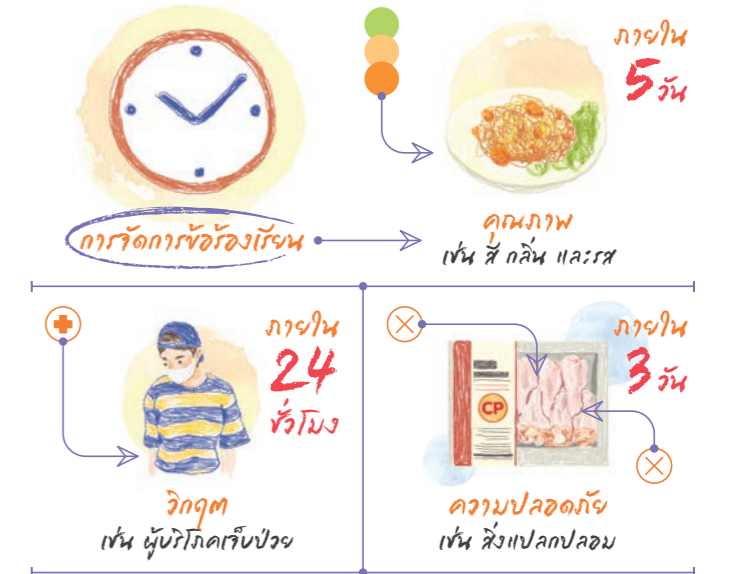 ภายใน
5 วัน
การจัดการข้อร้องเรียน
คุณภาพ
เช่น สี กลิ่น และรส
ภายใน
24
ชั่วโมง
วิกฤต
เช่น ผู้บริโภคเจ็บป่วย
ภายใน
3 วัน
CP
ความปลอดภัย
เช่น สิ่งแปลกปลอม